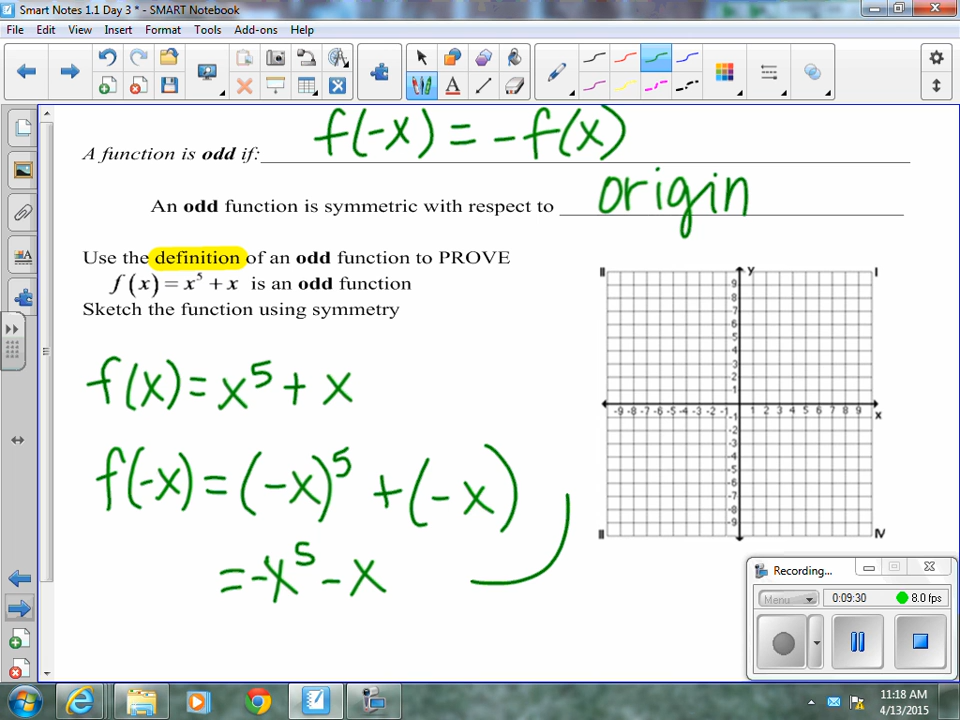 Smart Notes 1.1 Day 3 * - SMART Notebook
File Edit View Insert Format Tools Add-ons Help
f(-x) = -f(x)
A function is odd if:
An odd function is symmetric with respect to origin
Use the definition of an odd function to PROVE
f(x) = x⁵ + x is an odd function
Sketch the function using symmetry
II y I
9
8
7
6
5
4
3
2
1
-9 -8 -7 -6 -5 -4 -3 -2 -1 1 2 3 4 5 6 7 8 9 x
-1
-2
-3
-4
-5
-6
-7
-8
-9
III IV
f(x) = x⁵ + x
f(-x) = (-x)⁵ + (-x)
= -x⁵ - x
Recording...
Menu 0:09:30 8.0 fps
11:18 AM
4/13/2015